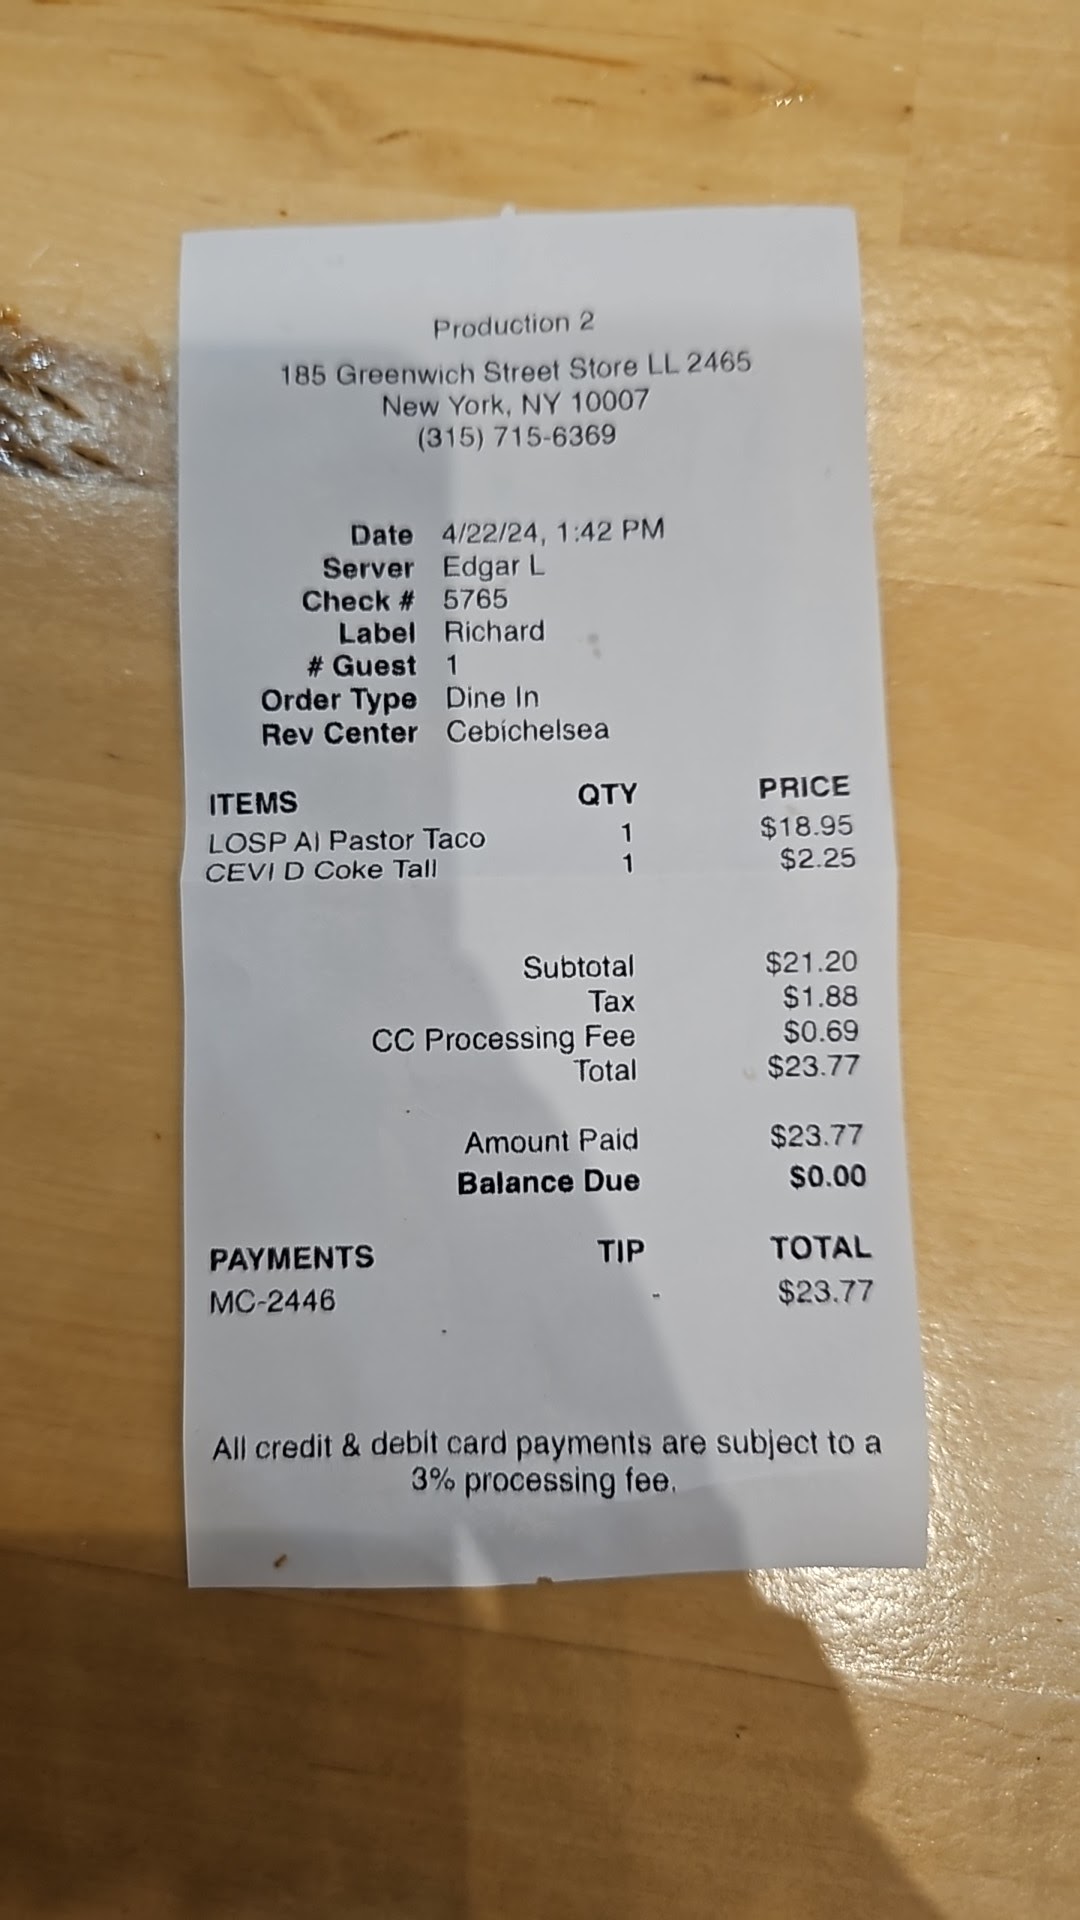 Production 2
185 Greenwich Street Store LL 2465
New York, NY 10007
(315) 715-6369
Date 4/22/24, 1:42 PM
Server Edgar L
Check # 5765
Label Richard
# Guest 1
Order Type Dine In
Rev Center Cebichelsea
ITEMS QTY PRICE
LOSP Al Pastor Taco 1 $18.95
CEVI D Coke Tall 1 $2.25
Subtotal $21.20
Tax $1.88
CC Processing Fee $0.69
Total $23.77
Amount Paid $23.77
Balance Due $0.00
PAYMENTS TIP TOTAL
MC-2446 - $23.77
All credit & debit card payments are subject to a
3% processing fee.